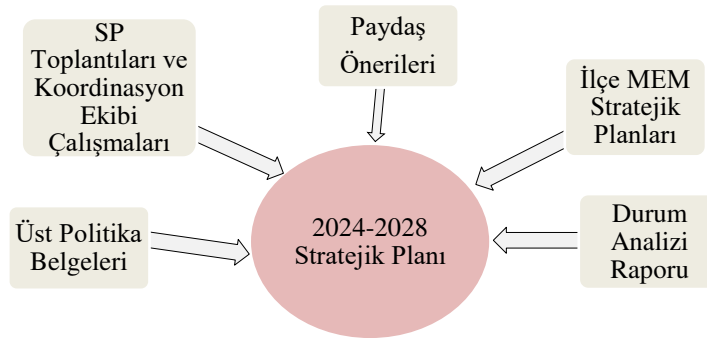 SP
Toplantıları ve
Koordinasyon
Ekibi
Çalışmaları
Paydaş
Önerileri
İlçe MEM
Stratejik
Planları
Üst Politika
Belgeleri
2024-2028
Stratejik Planı
Durum
Analizi
Raporu